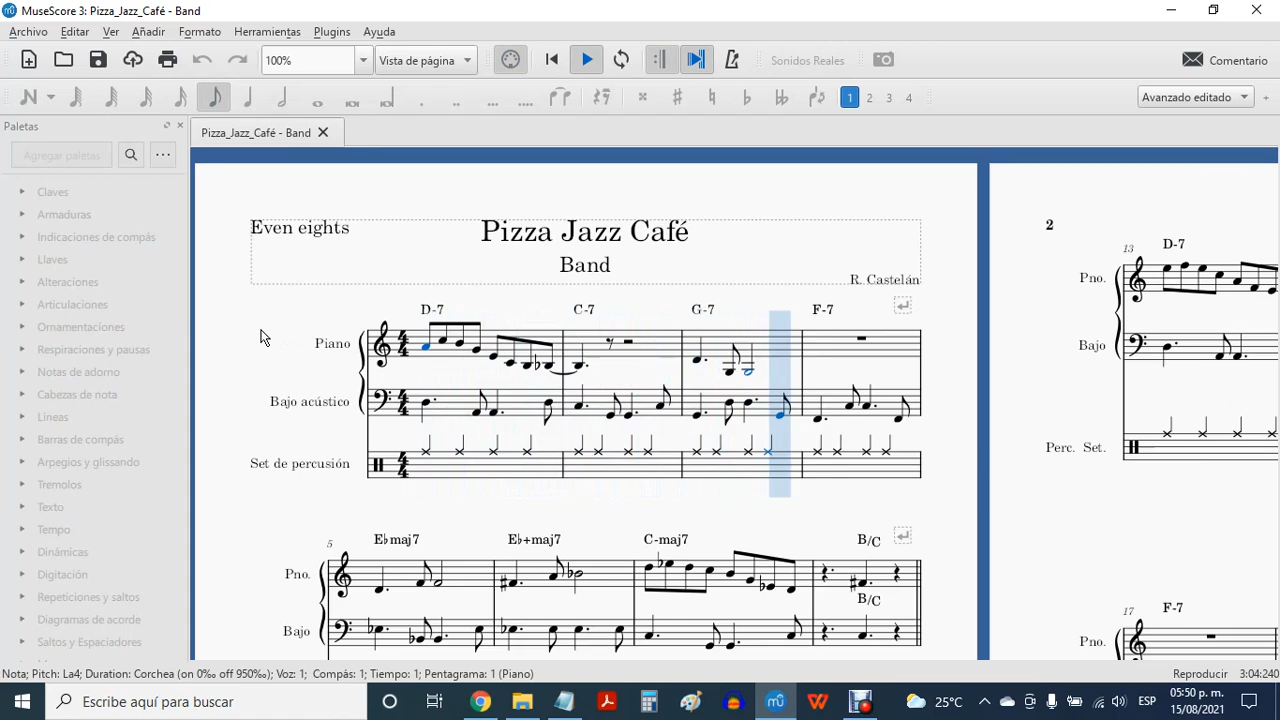 MuseScore 3: Pizza_Jazz_Café - Band
Archivo Editar Ver Añadir Formato Herramientas Plugins Ayuda
100% Vista de página Sonidos Reales Comentario
1 2 3 4 Avanzado editado
Paletas
Pizza_Jazz_Café - Band
Agregar paletas
Claves
Armaduras
Indicaciones de compás
Llaves
Alteraciones
Articulaciones
Ornamentaciones
Respiraciones y pausas
Notas de adorno
Cabezas de nota
Líneas
Barras de compás
Arpegios y glissando
Tremolos
Texto
Tempo
Dinámicas
Digitación
Repeticiones y saltos
Diagramas de acorde
Saltos y Espaciadores
Even eights
Pizza Jazz Café
Band
R. Castelán
D-7 C-7 G-7 F-7
Piano
Bajo acústico
Set de percusión
5 E♭maj7 E♭+maj7 C-maj7 B/C
Pno.
B/C
Bajo
2
13 D-7
Pno.
Bajo
Perc. Set.
17 F-7
Pno.
Bajo
Nota; Pitch: La4; Duration: Corchea (on 0‰ off 950‰); Voz: 1; Compás: 1; Tiempo: 1; Pentagrama: 1 (Piano) Reproducir 3:04:240
Escribe aquí para buscar
25°C ESP 05:50 p. m.
15/08/2021